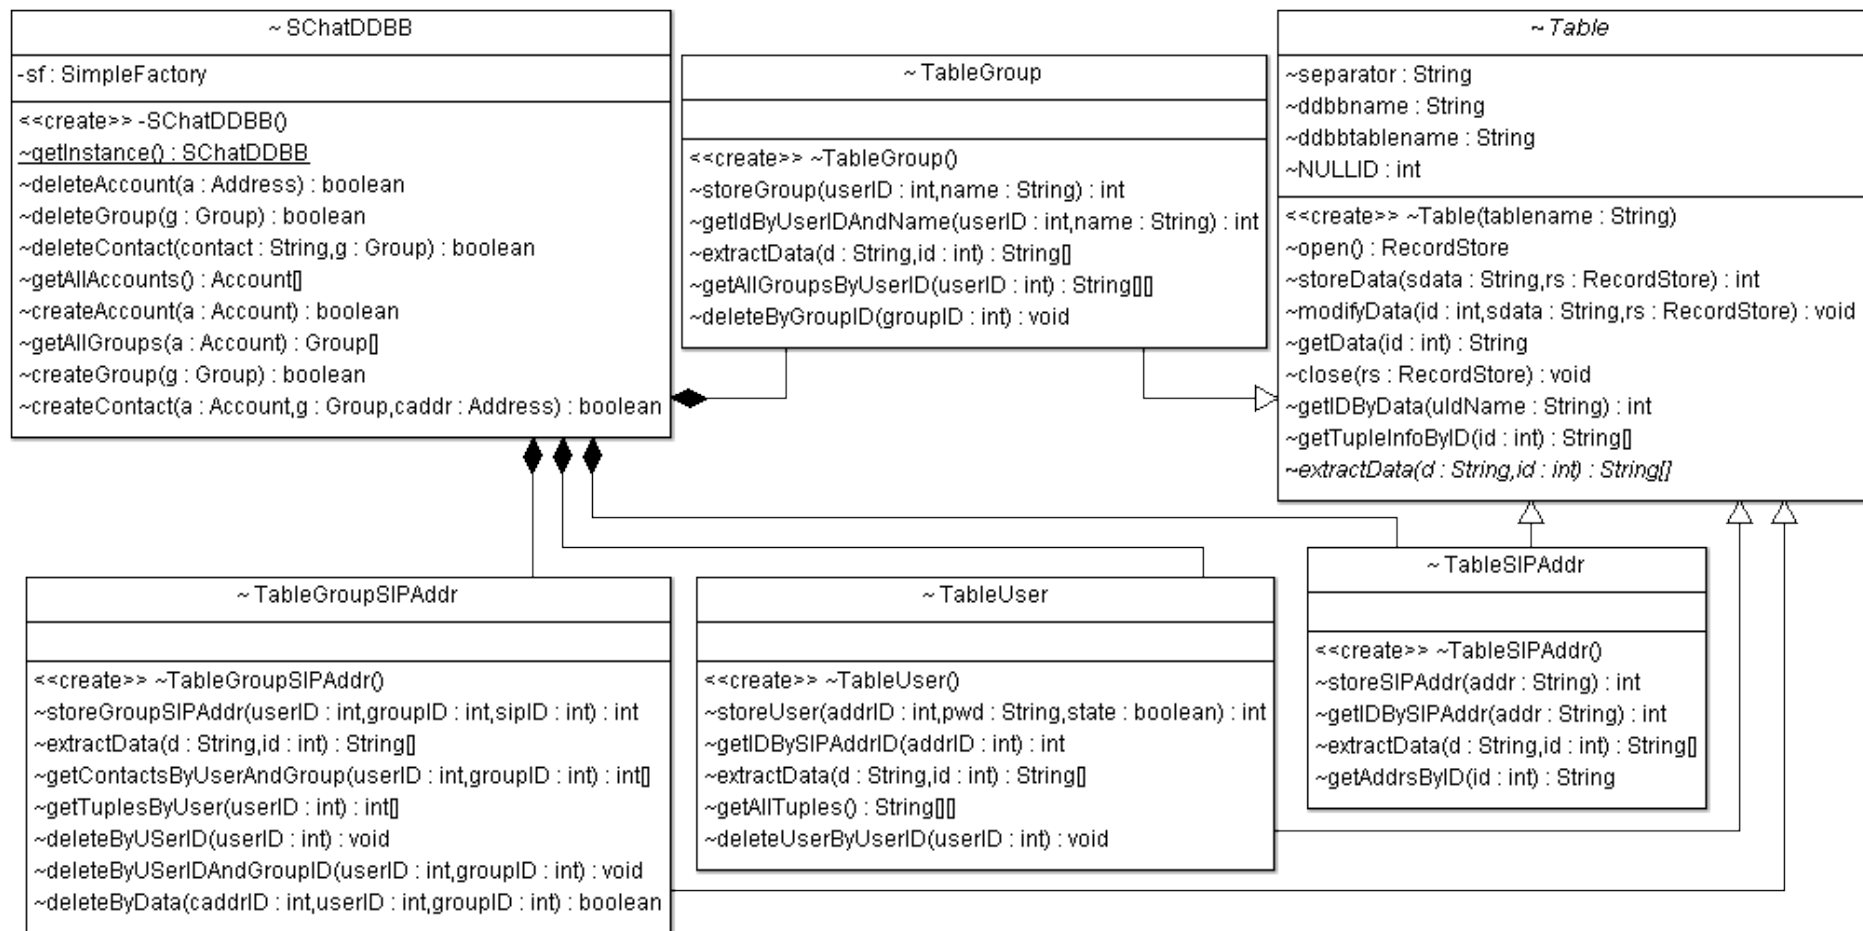 ~ SChatDDBB
-sf : SimpleFactory
<<create>> -SChatDDBB()
~getInstance() : SChatDDBB
~deleteAccount(a : Address) : boolean
~deleteGroup(g : Group) : boolean
~deleteContact(contact : String,g : Group) : boolean
~getAllAccounts() : Account[]
~createAccount(a : Account) : boolean
~getAllGroups(a : Account) : Group[]
~createGroup(g : Group) : boolean
~createContact(a : Account,g : Group,caddr : Address) : boolean
~ TableGroup
<<create>> ~TableGroup()
~storeGroup(userID : int,name : String) : int
~getIdByUserIDAndName(userID : int,name : String) : int
~extractData(d : String,id : int) : String[]
~getAllGroupsByUserID(userID : int) : String[][]
~deleteByGroupID(groupID : int) : void
~ Table
~separator : String
~ddbbname : String
~ddbbtablename : String
~NULLID : int
<<create>> ~Table(tablename : String)
~open() : RecordStore
~storeData(sdata : String,rs : RecordStore) : int
~modifyData(id : int,sdata : String,rs : RecordStore) : void
~getData(id : int) : String
~close(rs : RecordStore) : void
~getIDByData(uIdName : String) : int
~getTupleInfoByID(id : int) : String[]
~extractData(d : String,id : int) : String[]
~ TableGroupSIPAddr
<<create>> ~TableGroupSIPAddr()
~storeGroupSIPAddr(userID : int,groupID : int,sipID : int) : int
~extractData(d : String,id : int) : String[]
~getContactsByUserAndGroup(userID : int,groupID : int) : int[]
~getTuplesByUser(userID : int) : int[]
~deleteByUSerID(userID : int) : void
~deleteByUSerIDAndGroupID(userID : int,groupID : int) : void
~deleteByData(caddrID : int,userID : int,groupID : int) : boolean
~ TableUser
<<create>> ~TableUser()
~storeUser(addrID : int,pwd : String,state : boolean) : int
~getIDBySIPAddrID(addrID : int) : int
~extractData(d : String,id : int) : String[]
~getAllTuples() : String[][]
~deleteUserByUserID(userID : int) : void
~ TableSIPAddr
<<create>> ~TableSIPAddr()
~storeSIPAddr(addr : String) : int
~getIDBySIPAddr(addr : String) : int
~extractData(d : String,id : int) : String[]
~getAddrsByID(id : int) : String